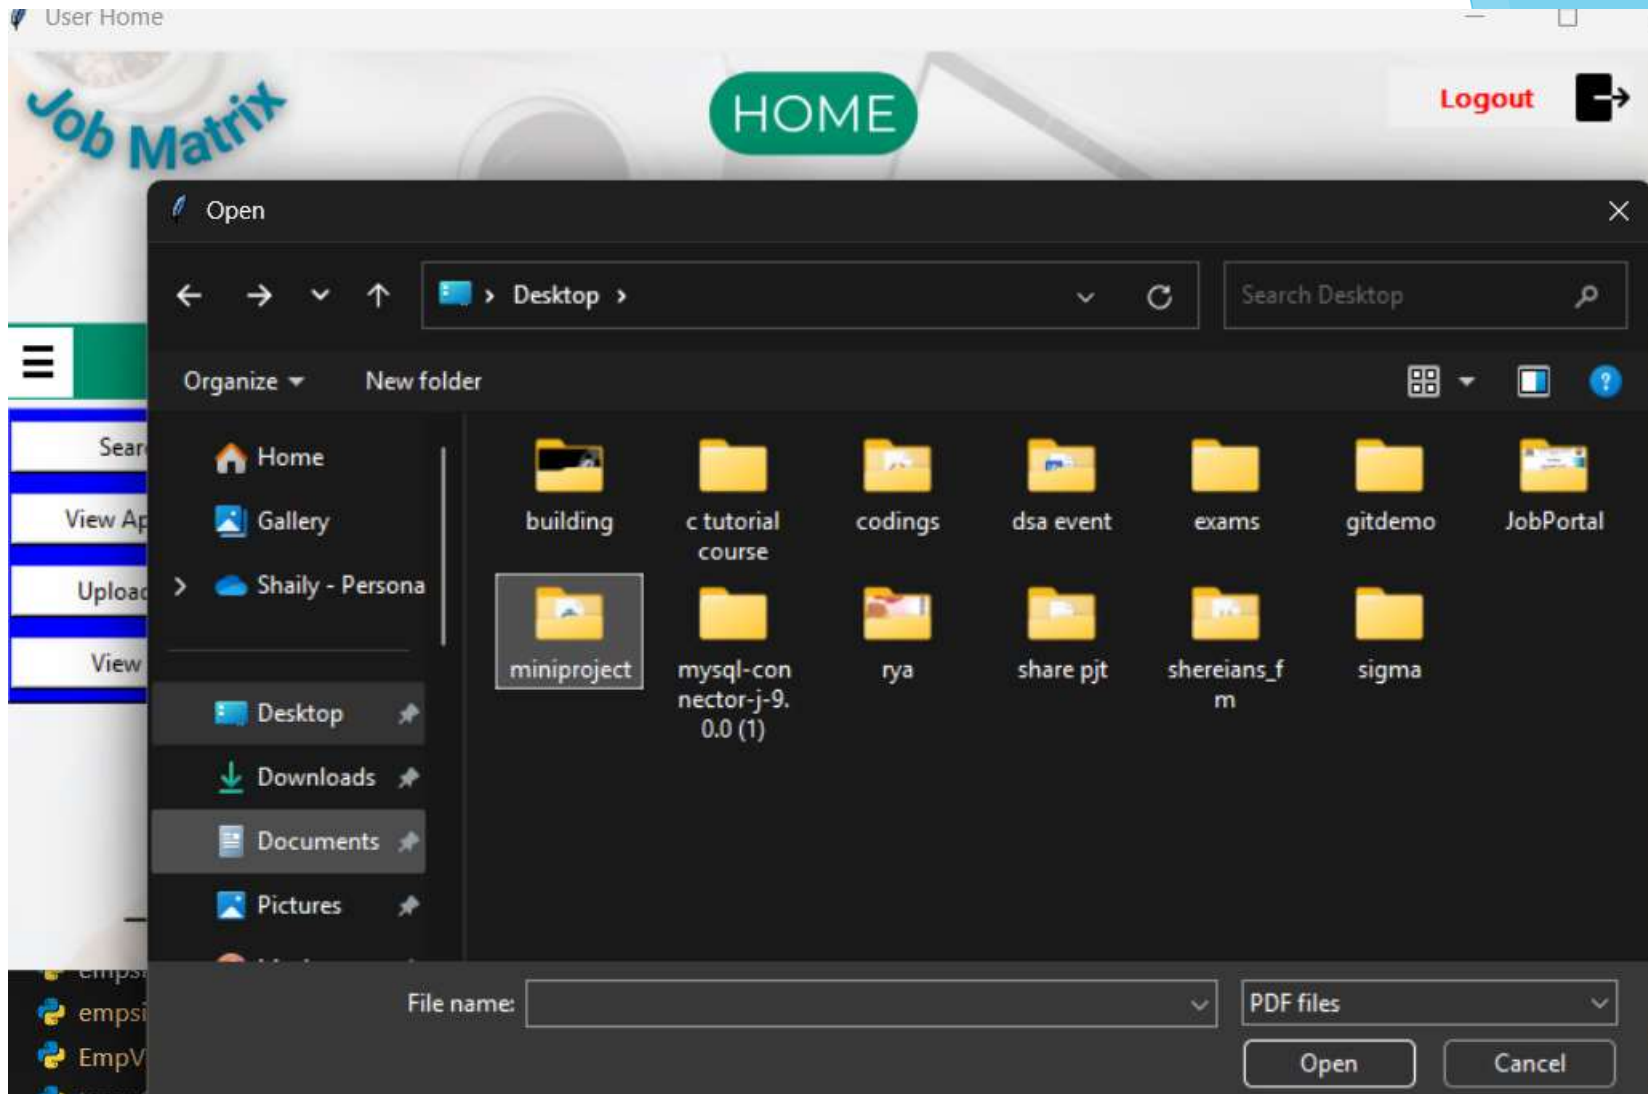 User Home
Job Matrix
HOME
Logout
Open
Desktop
Search Desktop
Organize
New folder
Sear
View Ap
Uploa
View
Home
Gallery
Shaily - Persona
Desktop
Downloads
Documents
Pictures
building
c tutorial
course
codings
dsa event
exams
gitdemo
JobPortal
miniproject
mysql-con
nector-j-9.
0.0 (1)
rya
share pjt
shereians_f
m
sigma
empsi
EmpV
File name:
PDF files
Open
Cancel